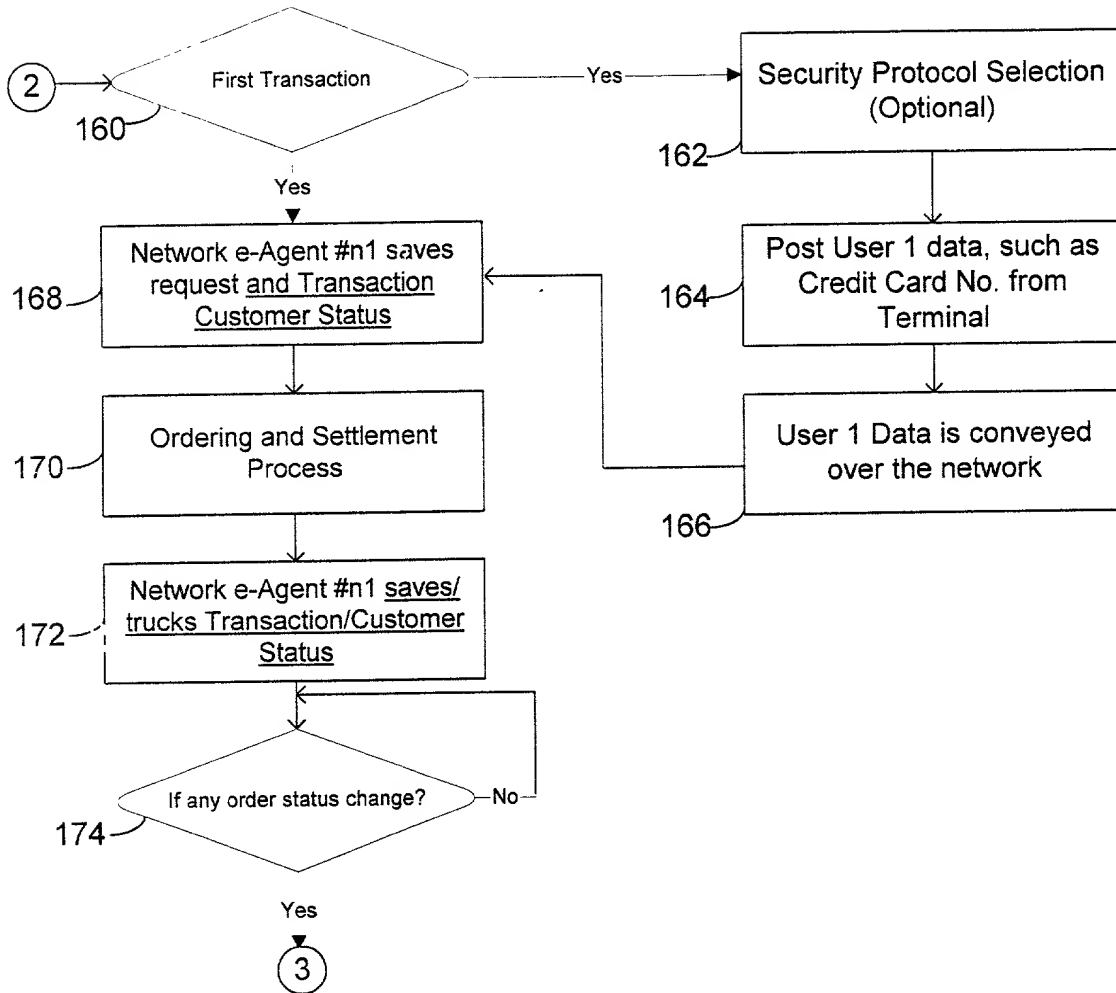 2
First Transaction
160
Yes
Security Protocol Selection
(Optional)
162
Yes
Network e-Agent #n1 saves
request and Transaction
Customer Status
168
Post User 1 data, such as
Credit Card No. from
Terminal
164
Ordering and Settlement
Process
170
User 1 Data is conveyed
over the network
166
Network e-Agent #n1 saves/
trucks Transaction/Customer
Status
172
If any order status change?
No
174
Yes
3